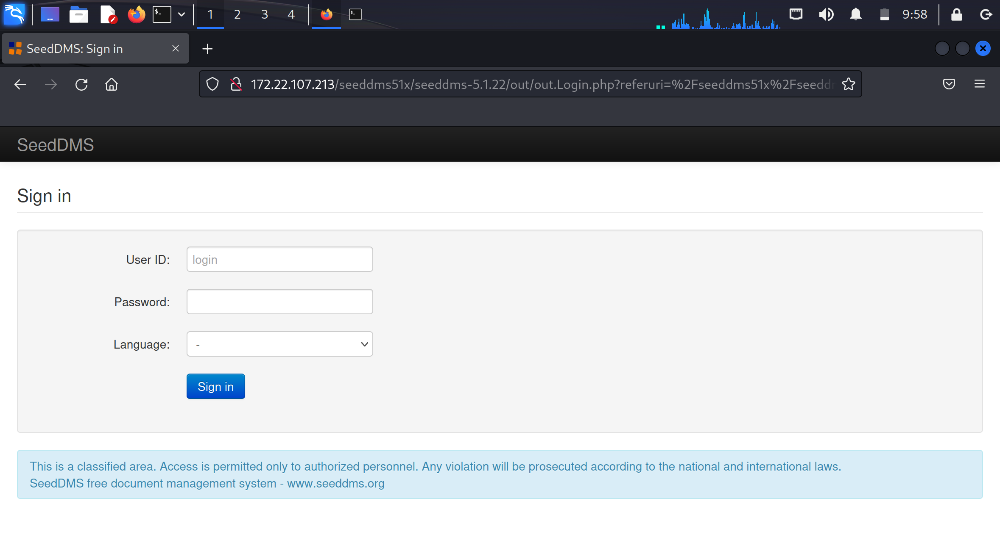 1 2 3 4 9:58
SeedDMS: Sign in
172.22.107.213/seeddms51x/seeddms-5.1.22/out/out.Login.php?referuri=%2Fseeddms51x%2Fseeddm
SeedDMS
Sign in
User ID: login
Password:
Language: -
Sign in
This is a classified area. Access is permitted only to authorized personnel. Any violation will be prosecuted according to the national and international laws.
SeedDMS free document management system - www.seeddms.org